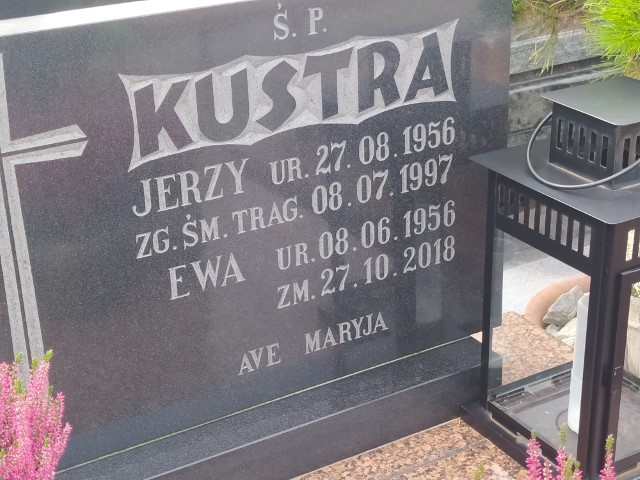 Ś. P.
KUSTRA
JERZY UR. 27. 08. 1956
ZG. ŚM. TRAG. 08. 07. 1997
EWA UR. 08. 06. 1956
ZM. 27. 10. 2018
AVE MARYJA